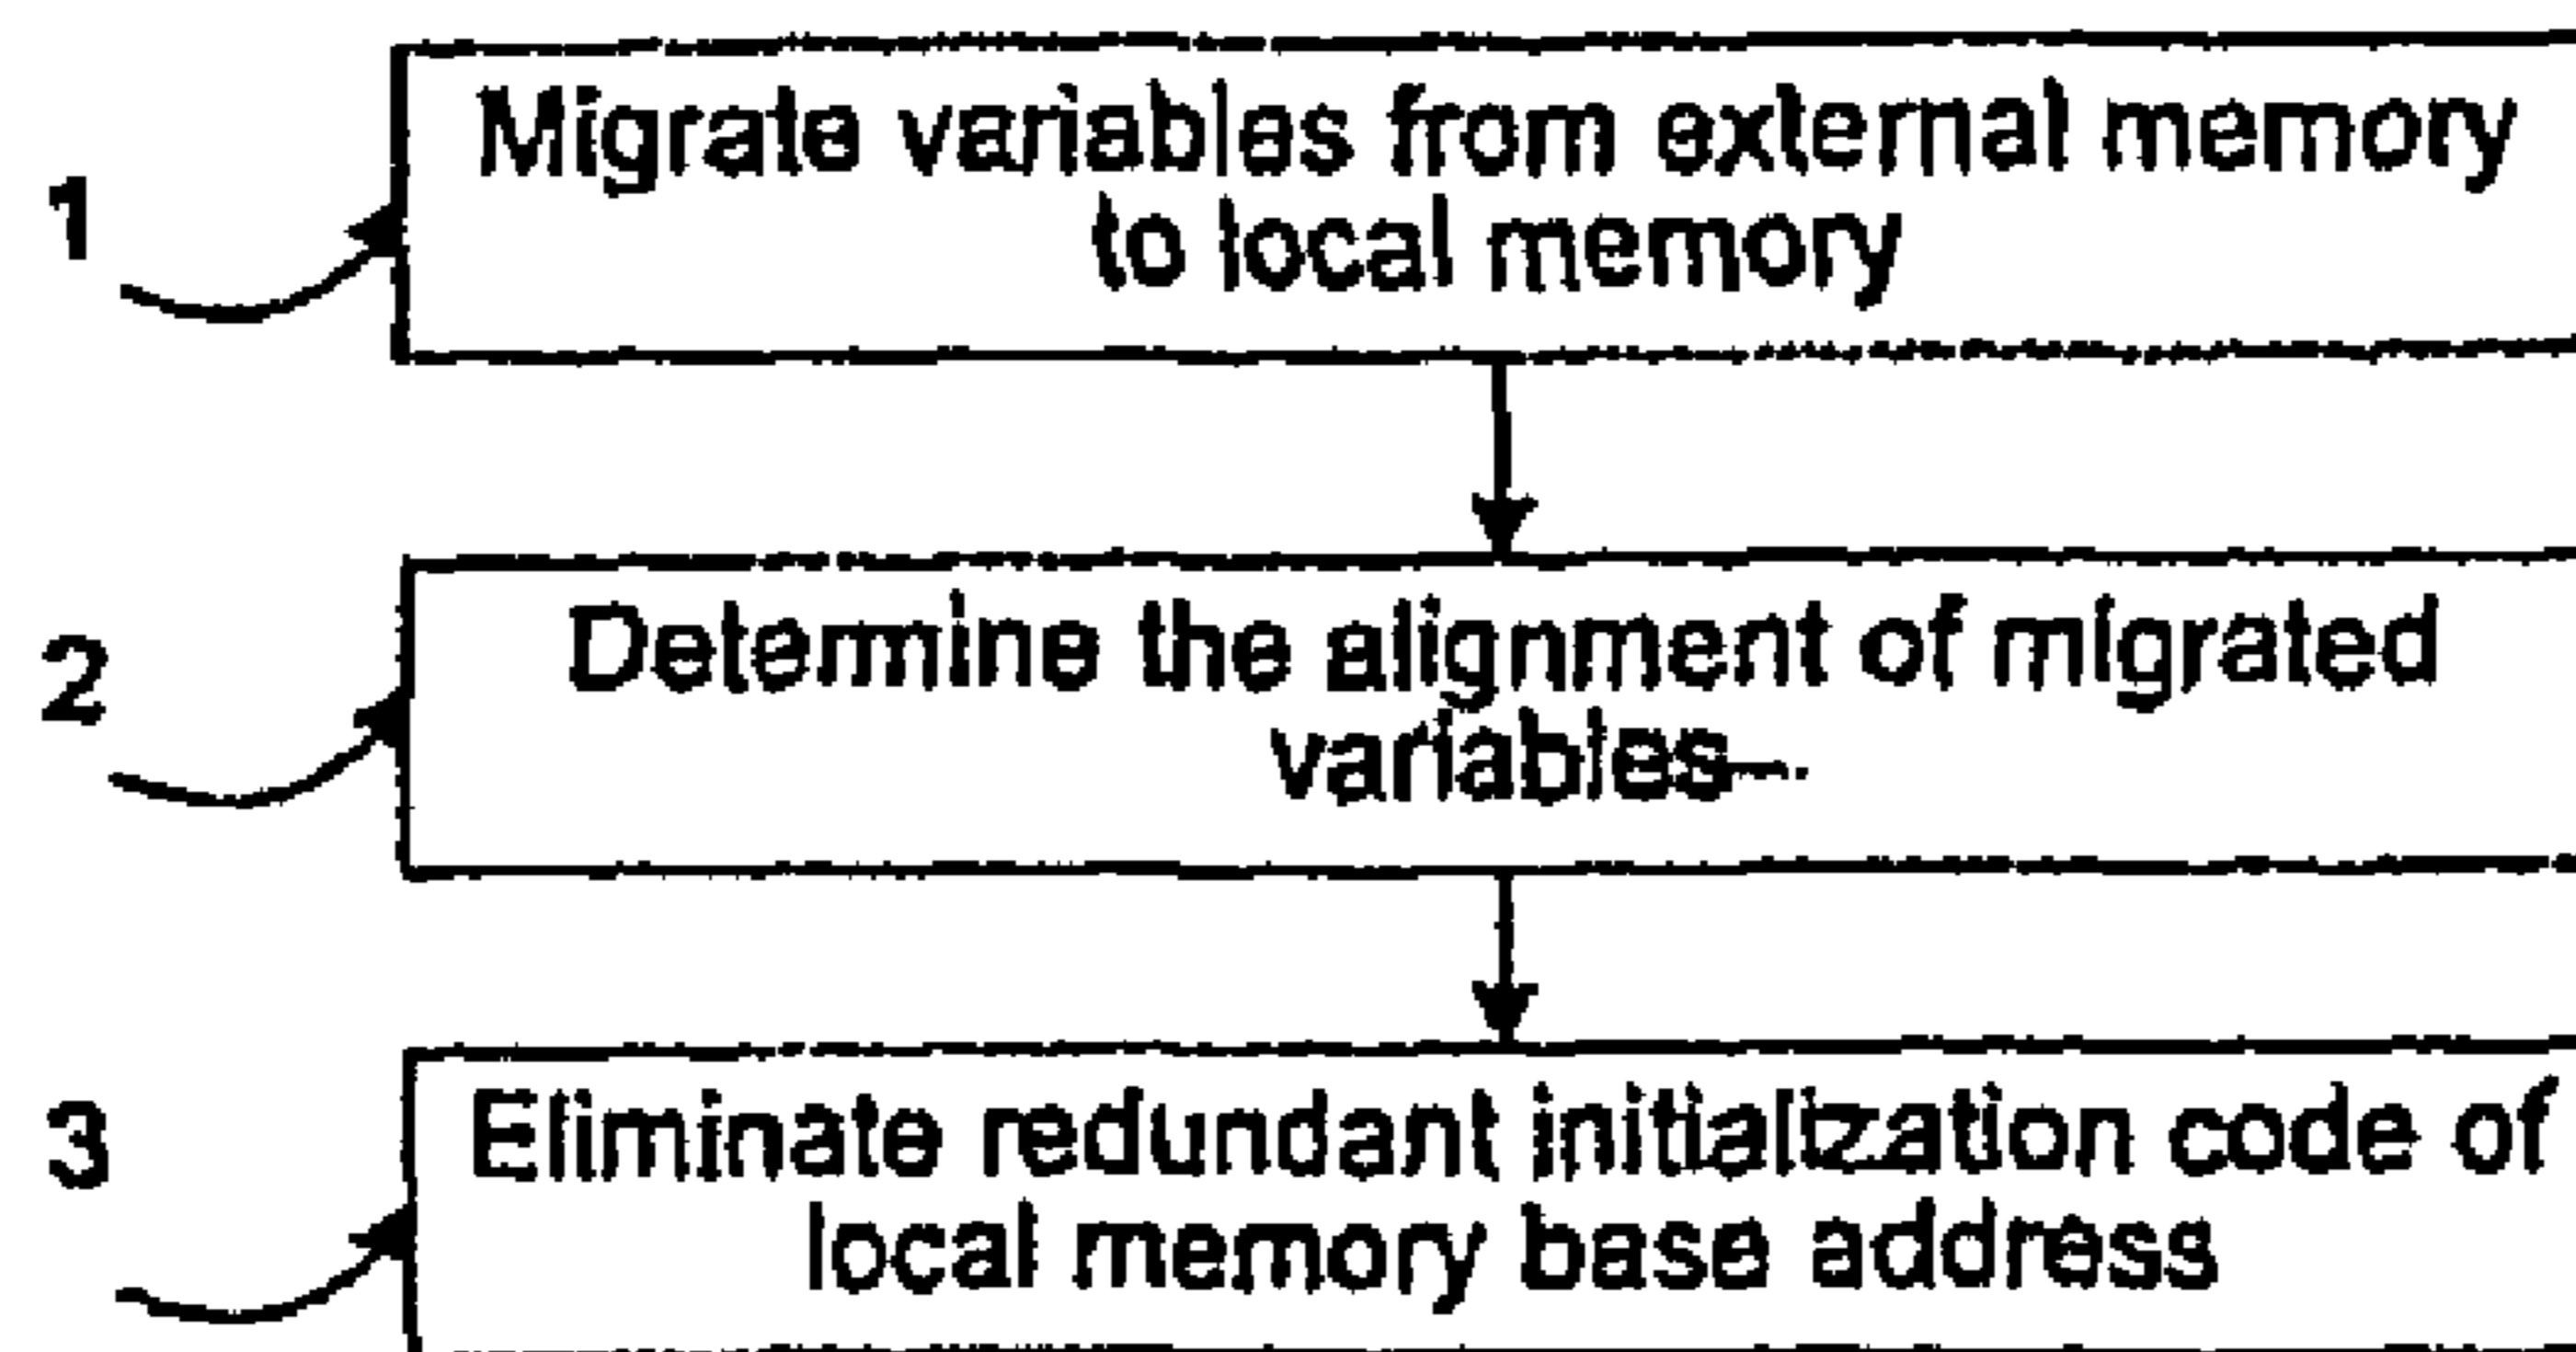 1
Migrate variables from external memory
to local memory
2
Determine the alignment of migrated
variables
3
Eliminate redundant initialization code of
local memory base address